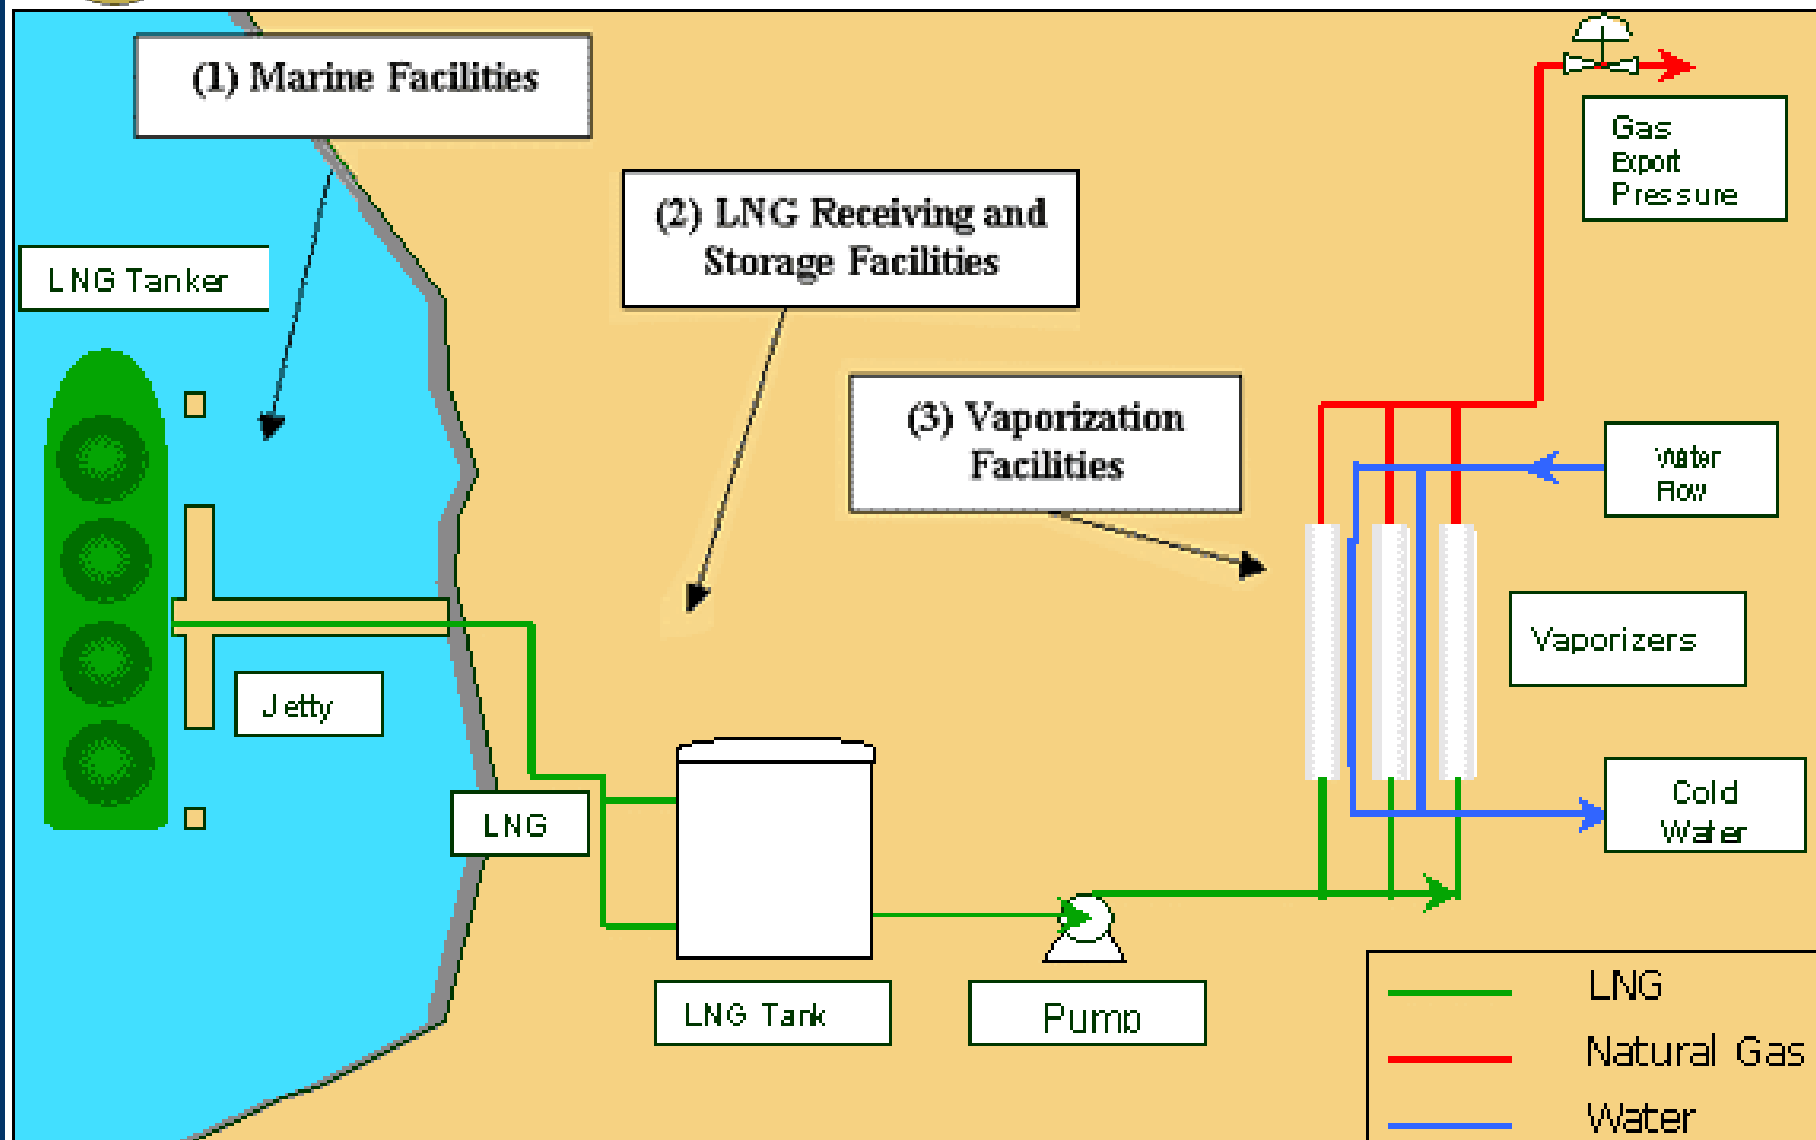 (1) Marine Facilities
Gas
Export
Pressure
(2) LNG Receiving and
Storage Facilities
LNG Tanker
(3) Vaporization
Facilities
Water
Flow
Vaporizers
Jetty
LNG
Cold
Water
LNG Tank
Pump
LNG
Natural Gas
Water